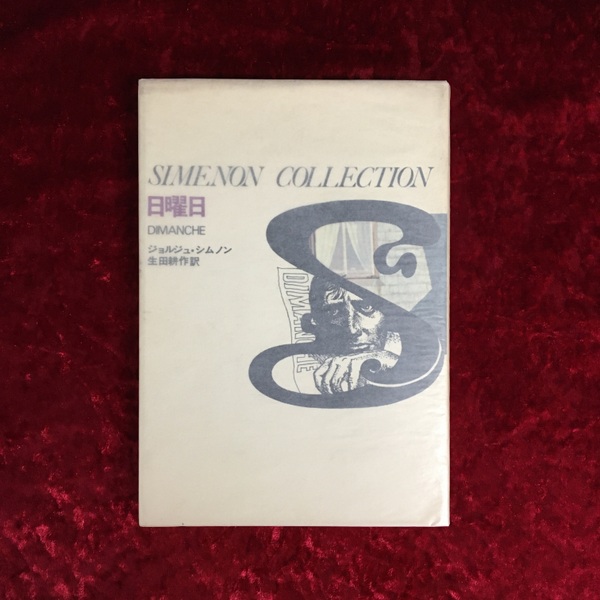 SIMENON COLLECTION
日曜日
DIMANCHE
ジョルジュ・シムノン
生田耕作訳
DIMANCHE